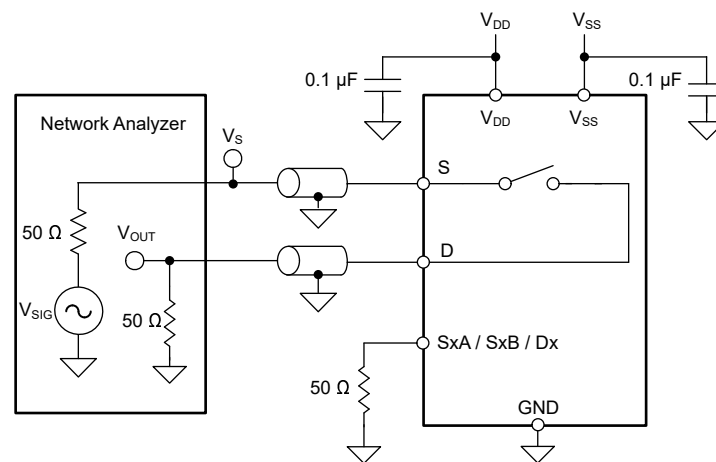 V_DD
V_SS
0.1 µF
0.1 µF
Network Analyzer
V_S
V_DD
V_SS
S
50 Ω
V_OUT
D
V_SIG
50 Ω
SxA / SxB / Dx
50 Ω
GND